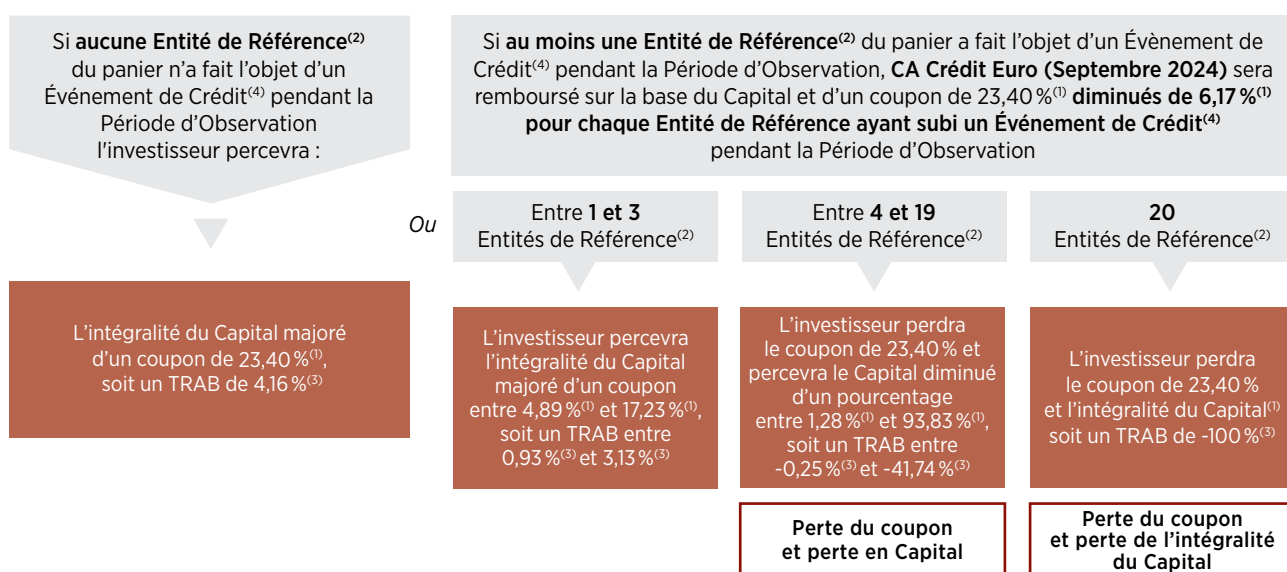 Si aucune Entité de Référence(2)
du panier n'a fait l'objet d'un
Événement de Crédit(4) pendant la
Période d'Observation
l'investisseur percevra :
Si au moins une Entité de Référence(2) du panier a fait l'objet d'un Évènement de
Crédit(4) pendant la Période d'Observation, CA Crédit Euro (Septembre 2024) sera
remboursé sur la base du Capital et d'un coupon de 23,40 %(1) diminués de 6,17 %(1)
pour chaque Entité de Référence ayant subi un Événement de Crédit(4)
pendant la Période d'Observation
Ou
Entre 1 et 3
Entités de Référence(2)
Entre 4 et 19
Entités de Référence(2)
20
Entités de Référence(2)
L'intégralité du Capital majoré
d'un coupon de 23,40 %(1),
soit un TRAB de 4,16 %(3)
L'investisseur percevra
l'intégralité du Capital
majoré d'un coupon
entre 4,89 %(1) et 17,23 %(1),
soit un TRAB entre
0,93 %(3) et 3,13 %(3)
L'investisseur perdra
le coupon de 23,40 % et
percevra le Capital diminué
d'un pourcentage
entre 1,28 %(1) et 93,83 %(1),
soit un TRAB entre
-0,25 %(3) et -41,74 %(3)
L'investisseur perdra
le coupon de 23,40 %
et l'intégralité du Capital(1)
soit un TRAB de -100 %(3)
Perte du coupon
et perte en Capital
Perte du coupon
et perte de l'intégralité
du Capital